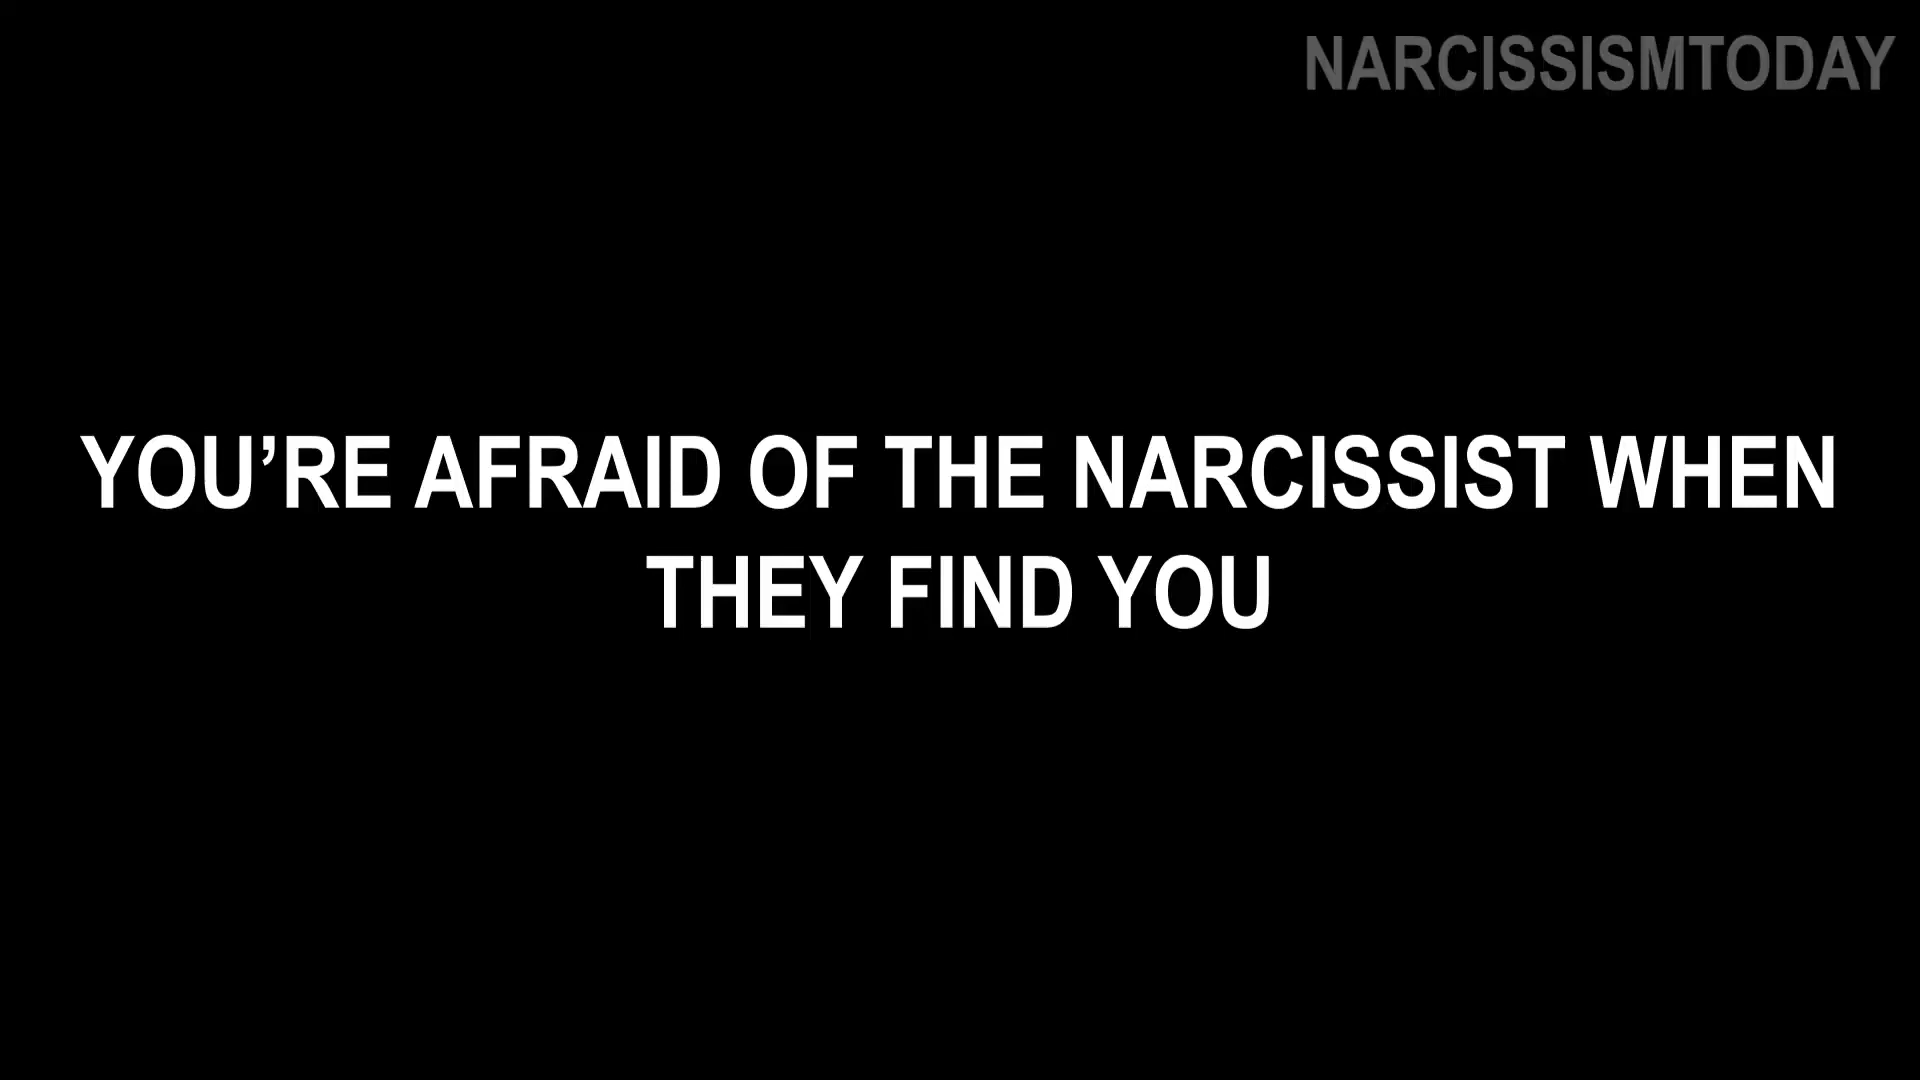 NARCISSISMTODAY
YOU’RE AFRAID OF THE NARCISSIST WHEN
THEY FIND YOU